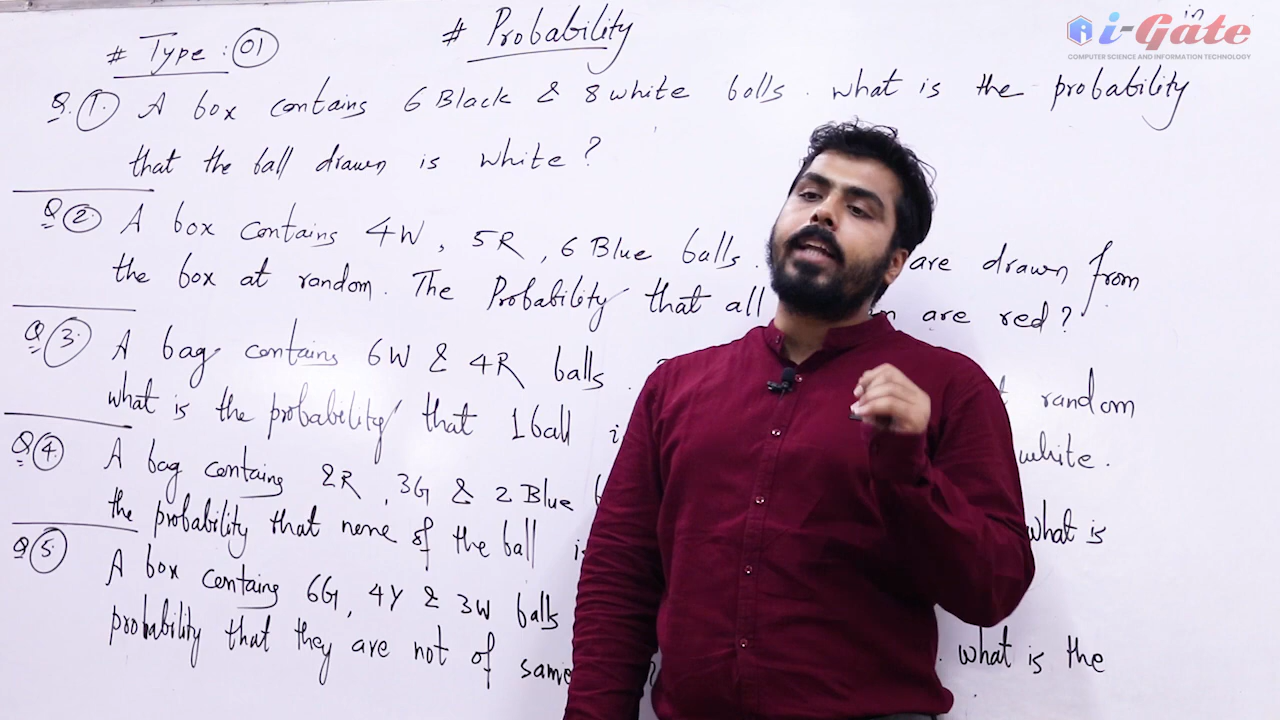 # Probability
in
i-Gate
COMPUTER SCIENCE AND INFORMATION TECHNOLOGY
# Type : 01
Q. 1. A box contains 6 Black & 8 white balls. what is the probability
that the ball drawn is white?
Q 2. A box contains 4W, 5R, 6 Blue balls. are drawn from
the box at random. The Probability that all are red?
Q 3. A bag contains 6W & 4R balls. random
what is the probability that 1 ball white.
Q 4. A bag contains 2R, 3G & 2 Blue what is
the probability that none of the ball
Q 5. A box contains 6G, 4Y & 3W balls what is the
probability that they are not of same